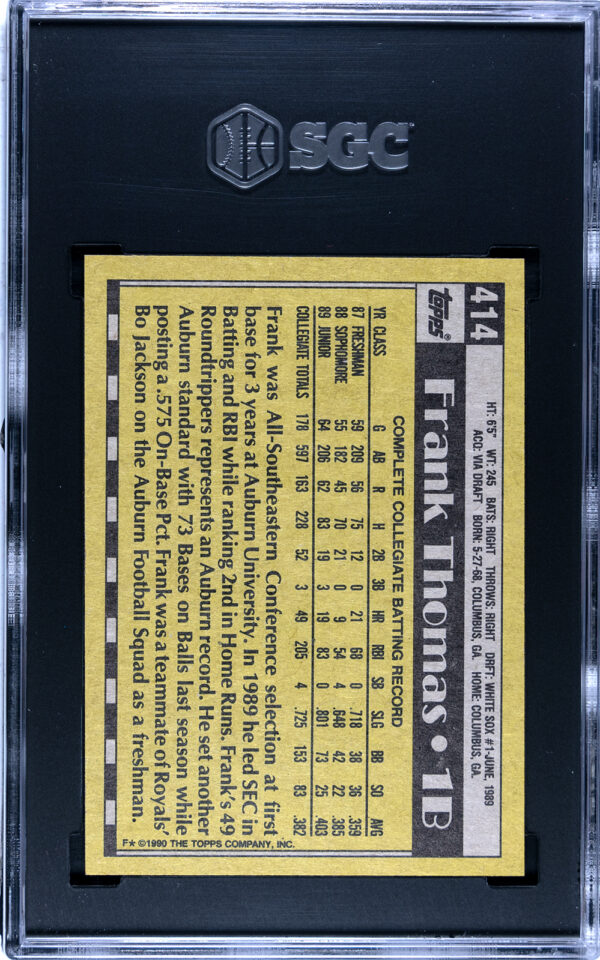 SGC
414
topps®
HT: 6'5" WT: 245 BATS: RIGHT THROWS: RIGHT DRFT: WHITE SOX #1-JUNE, 1989
ACQ: VIA DRAFT BORN: 5-27-68, COLUMBUS, GA. HOME: COLUMBUS, GA.
Frank Thomas • 1B
COMPLETE COLLEGIATE BATTING RECORD
YR CLASS G AB R H 2B 3B HR RBI SB SLG BB SO AVG
87 FRESHMAN 59 209 56 75 12 0 21 68 0 .718 38 36 .359
88 SOPHOMORE 55 182 45 70 21 0 9 54 4 .648 42 22 .385
89 JUNIOR 64 206 62 83 19 3 19 83 0 .801 73 25 .403
COLLEGIATE TOTALS 178 597 163 228 52 3 49 205 4 .725 153 83 .382
Frank was All-Southeastern Conference selection at first
base for 3 years at Auburn University. In 1989 he led SEC in
Batting and RBI while ranking 2nd in Home Runs. Frank's 49
Roundtrippers represents an Auburn record. He set another
Auburn standard with 73 Bases on Balls last season while
posting a .575 On-Base Pct. Frank was a teammate of Royals'
Bo Jackson on the Auburn Football Squad as a freshman.
F★ ©1990 THE TOPPS COMPANY, INC.